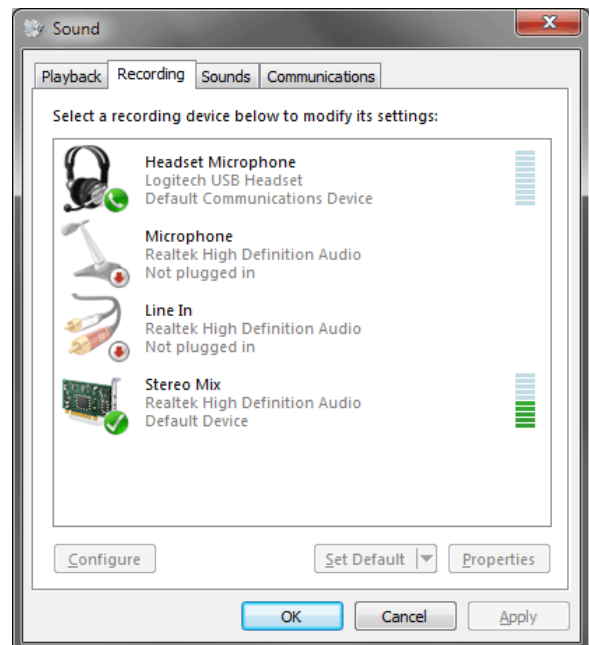 Sound
Playback Recording Sounds Communications
Select a recording device below to modify its settings:
Headset Microphone
Logitech USB Headset
Default Communications Device
Microphone
Realtek High Definition Audio
Not plugged in
Line In
Realtek High Definition Audio
Not plugged in
Stereo Mix
Realtek High Definition Audio
Default Device
Configure Set Default Properties
OK Cancel Apply